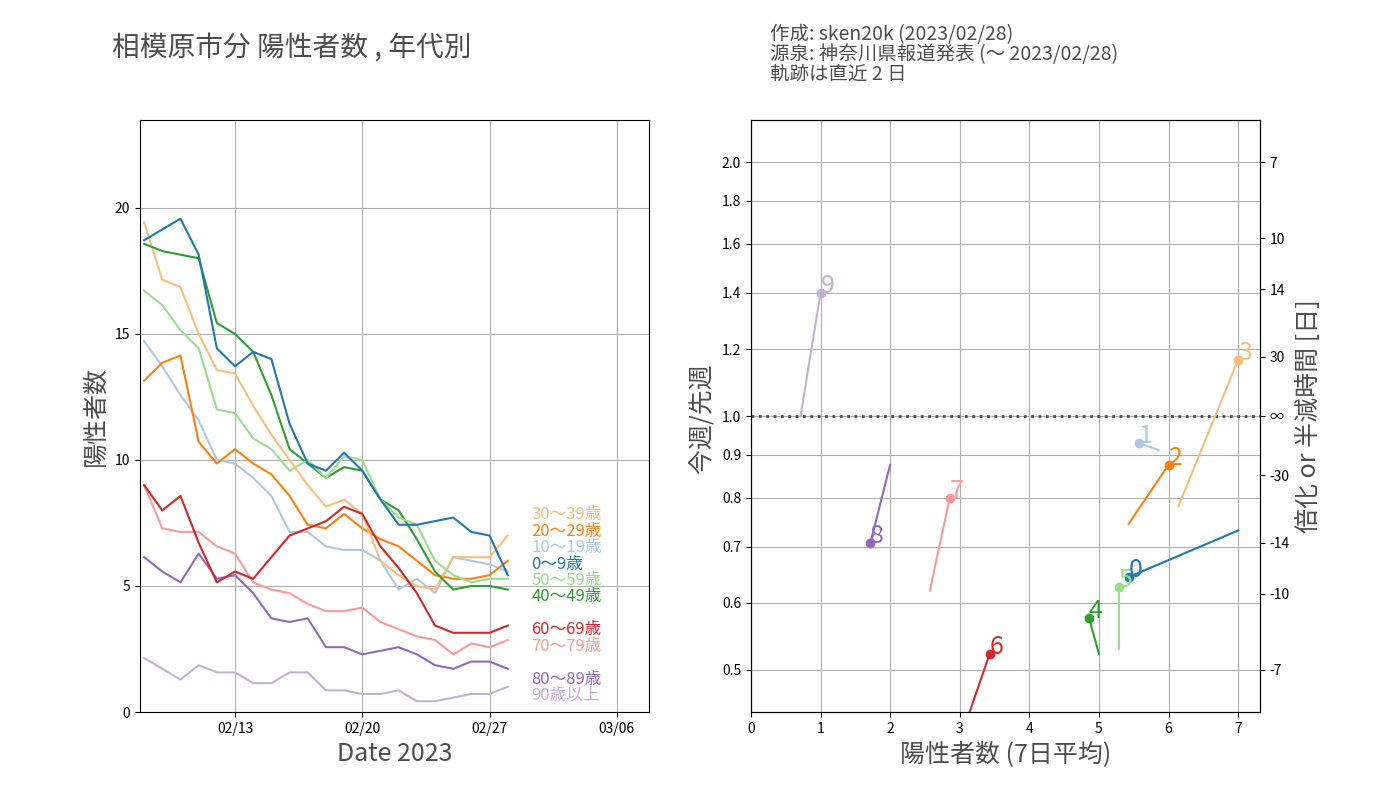 相模原市分 陽性者数 , 年代別
作成: sken20k (2023/02/28)
源泉: 神奈川県報道発表 (〜 2023/02/28)
軌跡は直近 2 日
陽性者数
20
15
10
5
0
02/13
02/20
02/27
03/06
Date 2023
30〜39歳
20〜29歳
10〜19歳
0〜9歳
50〜59歳
40〜49歳
60〜69歳
70〜79歳
80〜89歳
90歳以上
今週/先週
2.0
1.8
1.6
1.4
1.2
1.0
0.9
0.8
0.7
0.6
0.5
9
3
1
2
7
8
0
5
4
6
0
1
2
3
4
5
6
7
陽性者数 (7日平均)
7
10
14
30
∞
-30
-14
-10
-7
倍化 or 半減時間 [日]